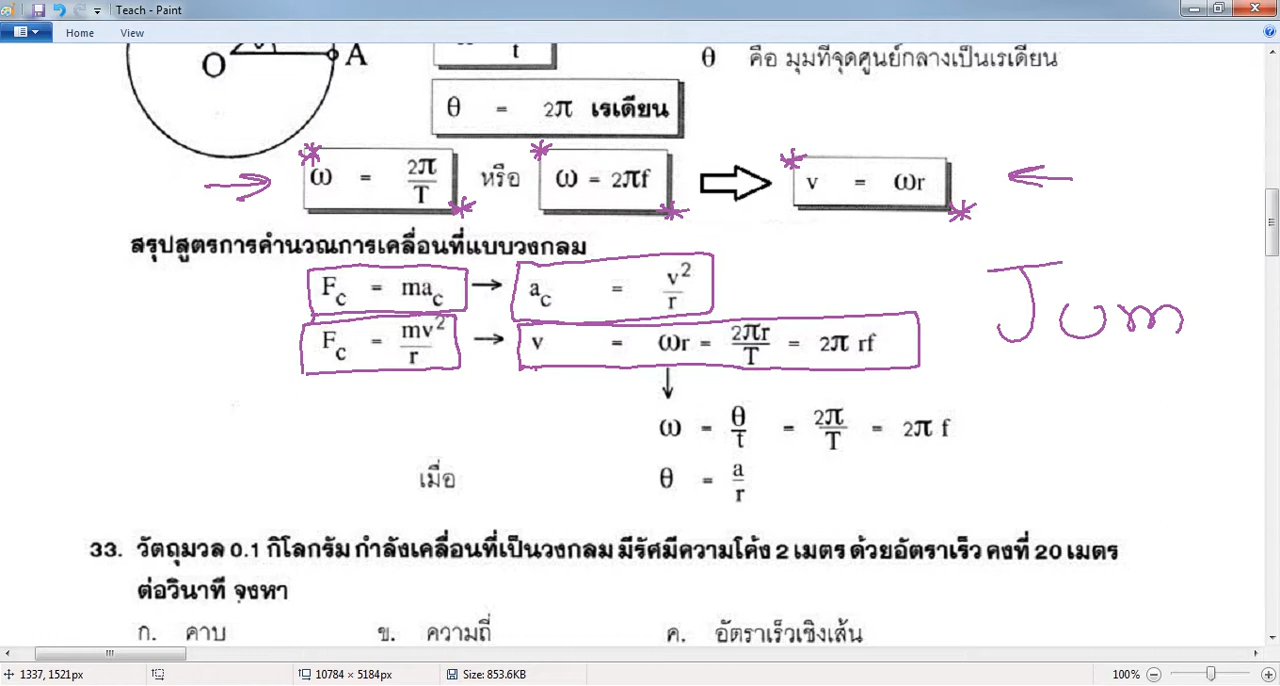 Teach - Paint
Home View
O A
t
θ คือ มุมที่จุดศูนย์กลางเป็นเรเดียน
θ = 2π เรเดียน
ω = 2π/T หรือ ω = 2πf ⇒ v = ωr
สรุปสูตรการคำนวณการเคลื่อนที่แบบวงกลม
F_c = ma_c → a_c = v²/r
Jum
F_c = mv²/r → v = ωr = 2πr/T = 2π rf
↓
ω = θ/t = 2π/T = 2π f
เมื่อ θ = a/r
33. วัตถุมวล 0.1 กิโลกรัม กำลังเคลื่อนที่เป็นวงกลม มีรัศมีความโค้ง 2 เมตร ด้วยอัตราเร็ว คงที่ 20 เมตร
ต่อวินาที จงหา
ก. คาบ ข. ความถี่ ค. อัตราเร็วเชิงเส้น
1337, 1521px 10784 × 5184px Size: 853.6KB 100%